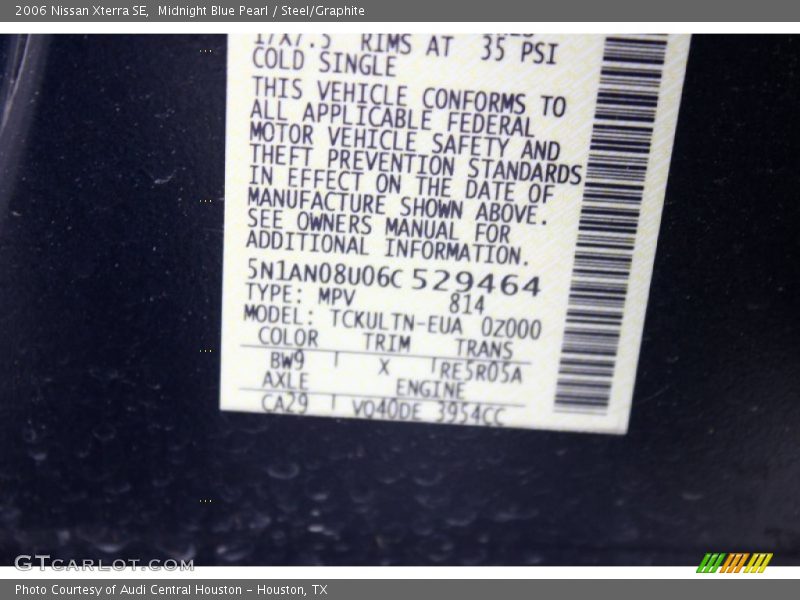 2006 Nissan Xterra SE,  Midnight Blue Pearl / Steel/Graphite
17X7.5 RIMS AT 35 PSI
COLD SINGLE
THIS VEHICLE CONFORMS TO
ALL APPLICABLE FEDERAL
MOTOR VEHICLE SAFETY AND
THEFT PREVENTION STANDARDS
IN EFFECT ON THE DATE OF
MANUFACTURE SHOWN ABOVE.
SEE OWNERS MANUAL FOR
ADDITIONAL INFORMATION.
5N1AN08U06C529464
TYPE: MPV 814
MODEL: TCKULTN-EUA 0Z000
COLOR TRIM TRANS
BW9 X RE5R05A
AXLE ENGINE
CA29 VQ40DE 3954CC
GTCARLOT.COM
Photo Courtesy of Audi Central Houston - Houston, TX